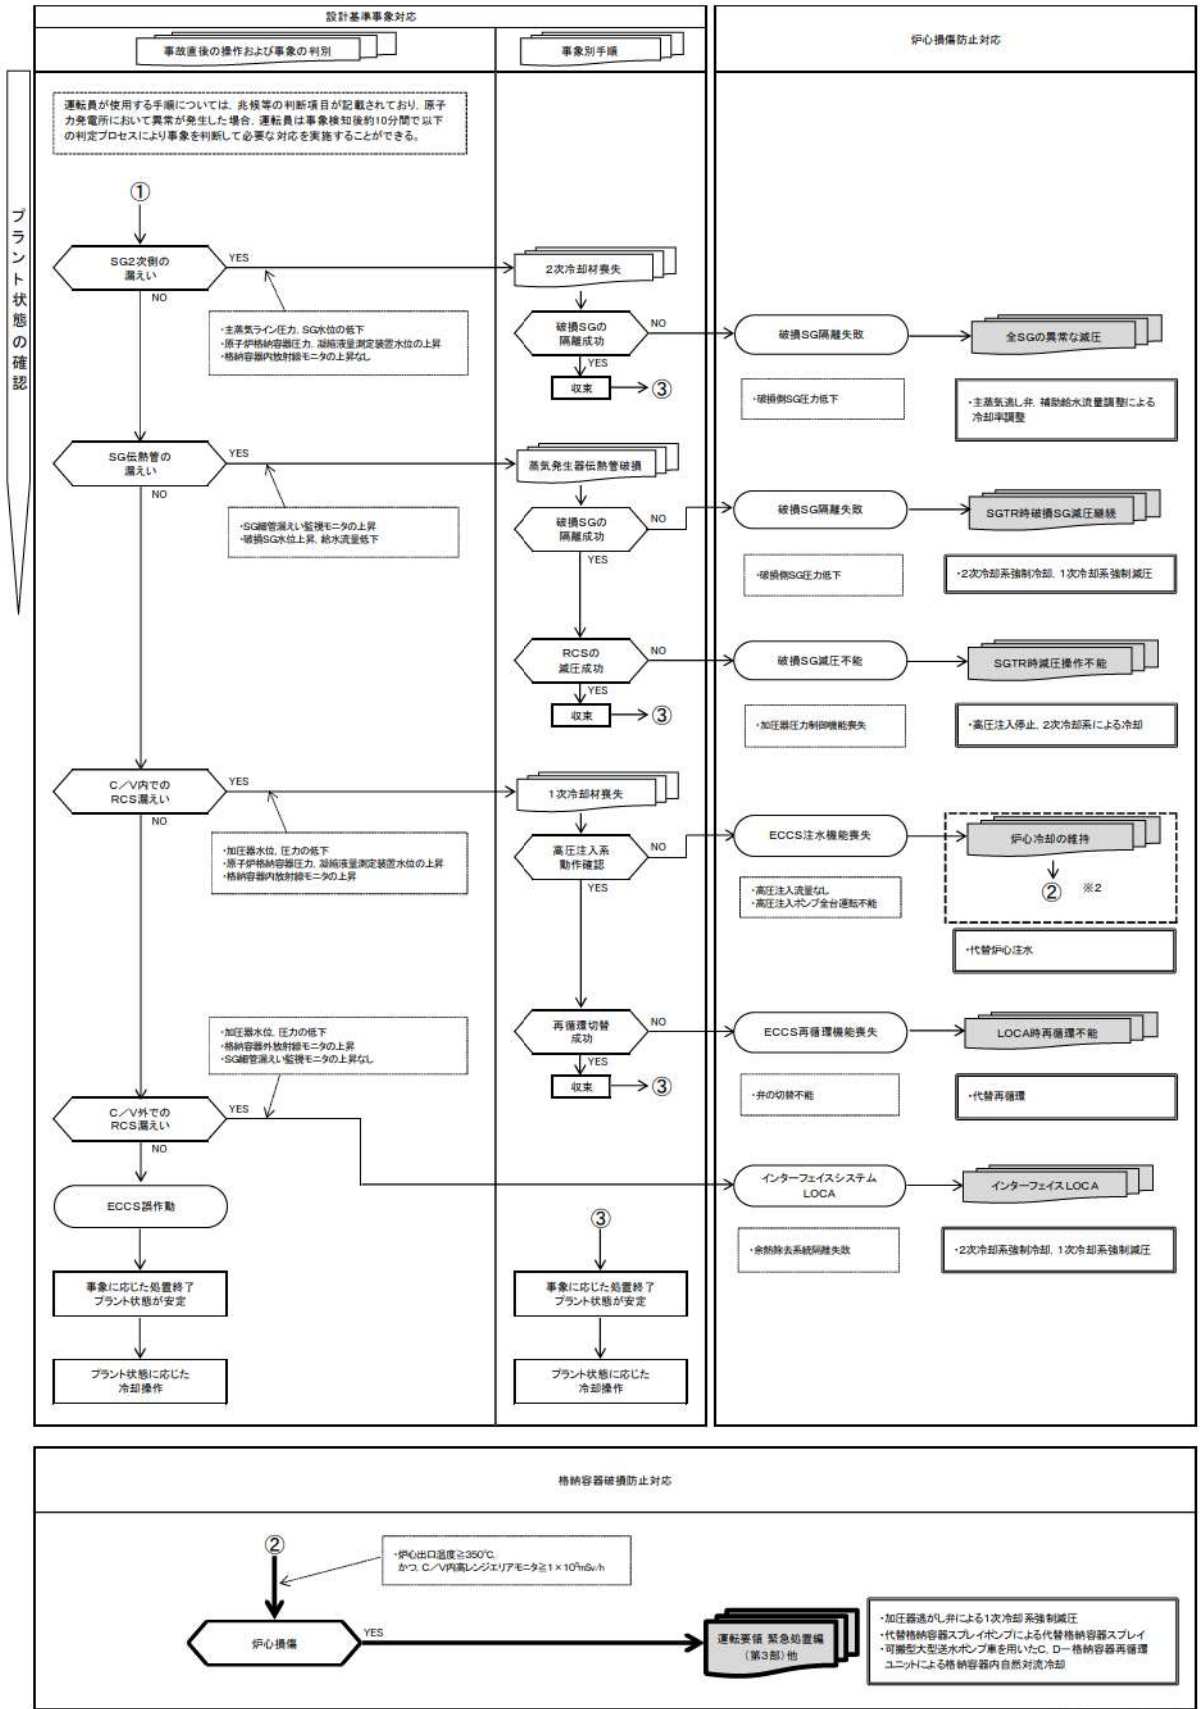 設計基準事象対応
事故直後の操作および事象の判別
事象別手順
炉心損傷防止対応
プラント状態の確認
運転員が使用する手順については、兆候等の判断項目が記載されており、原子
力発電所において異常が発生した場合、運転員は事象検知後約10分間で以下
の判定プロセスにより事象を判断して必要な対応を実施することができる。
①
SG2次側の
漏えい
YES
NO
・主蒸気ライン圧力、SG水位の低下
・原子炉格納容器圧力、凝縮液量測定装置水位の上昇
・格納容器内放射線モニタの上昇なし
2次冷却材喪失
破損SGの
隔離成功
NO
YES
収束
③
破損SG隔離失敗
全SGの異常な減圧
・破損側SG圧力低下
・主蒸気逃し弁、補助給水流量調整による
冷却率調整
SG伝熱管の
漏えい
YES
NO
・SG細管漏えい監視モニタの上昇
・破損SG水位上昇、給水流量低下
蒸気発生器伝熱管破損
破損SGの
隔離成功
NO
YES
破損SG隔離失敗
SGTR時破損SG減圧継続
・破損側SG圧力低下
・2次冷却系強制冷却、1次冷却系強制減圧
RCSの
減圧成功
NO
YES
収束
③
破損SG減圧不能
SGTR時減圧操作不能
・加圧器圧力制御機能喪失
・高圧注入停止、2次冷却系による冷却
C／V内での
RCS漏えい
YES
NO
・加圧器水位、圧力の低下
・原子炉格納容器圧力、凝縮液量測定装置水位の上昇
・格納容器内放射線モニタの上昇
1次冷却材喪失
高圧注入系
動作確認
NO
YES
ECCS注水機能喪失
炉心冷却の維持
② ※2
・高圧注入流量なし
・高圧注入ポンプ全台運転不能
・代替炉心注水
再循環切替
成功
NO
YES
収束
③
ECCS再循環機能喪失
LOCA時再循環不能
・弁の切替不能
・代替再循環
・加圧器水位、圧力の低下
・格納容器外放射線モニタの上昇
・SG細管漏えい監視モニタの上昇なし
C／V外での
RCS漏えい
YES
NO
インターフェイスシステム
LOCA
インターフェイスLOCA
・余熱除去系統隔離失敗
・2次冷却系強制冷却、1次冷却系強制減圧
ECCS誤作動
事象に応じた処置終了
プラント状態が安定
プラント状態に応じた
冷却操作
③
事象に応じた処置終了
プラント状態が安定
プラント状態に応じた
冷却操作
格納容器破損防止対応
②
・炉心出口温度≧350℃、
かつ、C／V内高レンジエリアモニタ≧1×10⁵mSv/h
炉心損傷
YES
運転要領 緊急処置編
（第3部）他
・加圧器逃がし弁による1次冷却系強制減圧
・代替格納容器スプレイポンプによる代替格納容器スプレイ
・可搬型大型送水ポンプ車を用いたC、D－格納容器再循環
ユニットによる格納容器内自然対流冷却